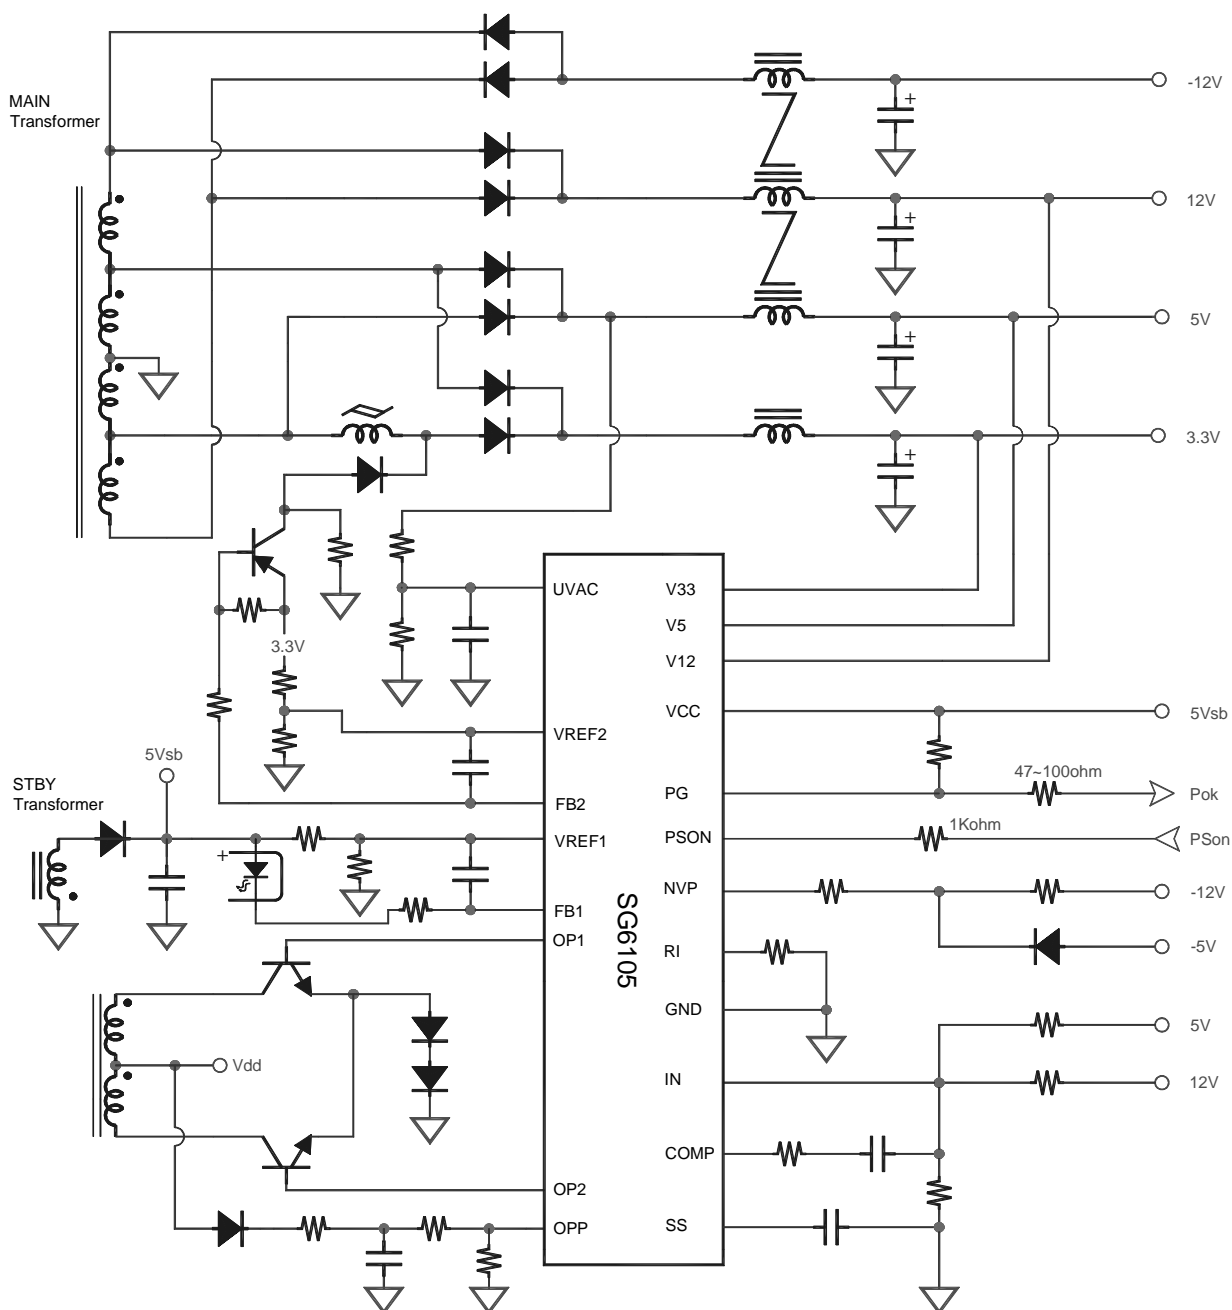 -12V
MAIN
Transformer
12V
5V
3.3V
UVAC
V33
V5
3.3V
V12
VCC
5Vsb
VREF2
5Vsb
47~100ohm
STBY
Transformer
PG
Pok
FB2
1Kohm
VREF1
PSON
PSon
NVP
-12V
FB1
SG6105
OP1
-5V
RI
GND
5V
Vdd
IN
12V
COMP
OP2
SS
OPP
+
+
+
+
+